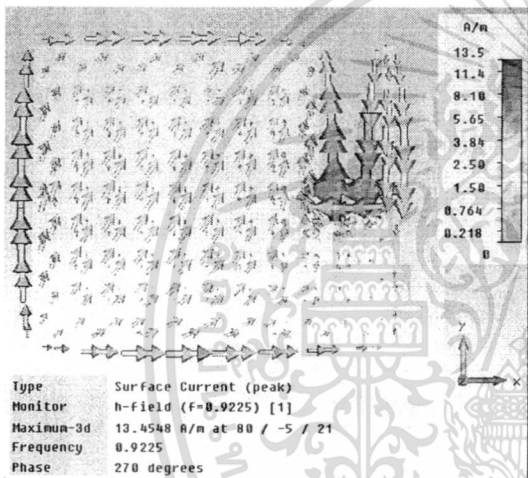 A/m
13.5
11.4
8.10
5.65
3.84
2.50
1.50
0.764
0.218
0
y
z
x
Type Surface Current (peak)
Monitor h-field (f=0.9225) [1]
Maximum-3d 13.4548 A/m at 80 / -5 / 21
Frequency 0.9225
Phase 270 degrees